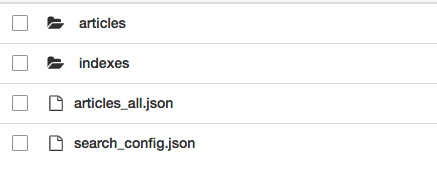 articles
indexes
articles_all.json
search_config.json